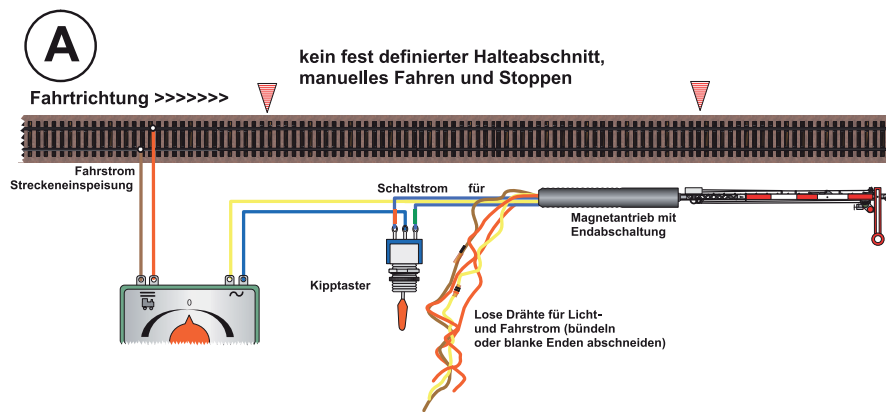 A
kein fest definierter Halteabschnitt,
manuelles Fahren und Stoppen
Fahrtrichtung >>>>>>>
Fahrstrom
Streckeneinspeisung
Schaltstrom für
Magnetantrieb mit
Endabschaltung
Kipptaster
0
Lose Drähte für Licht-
und Fahrstrom (bündeln
oder blanke Enden abschneiden)